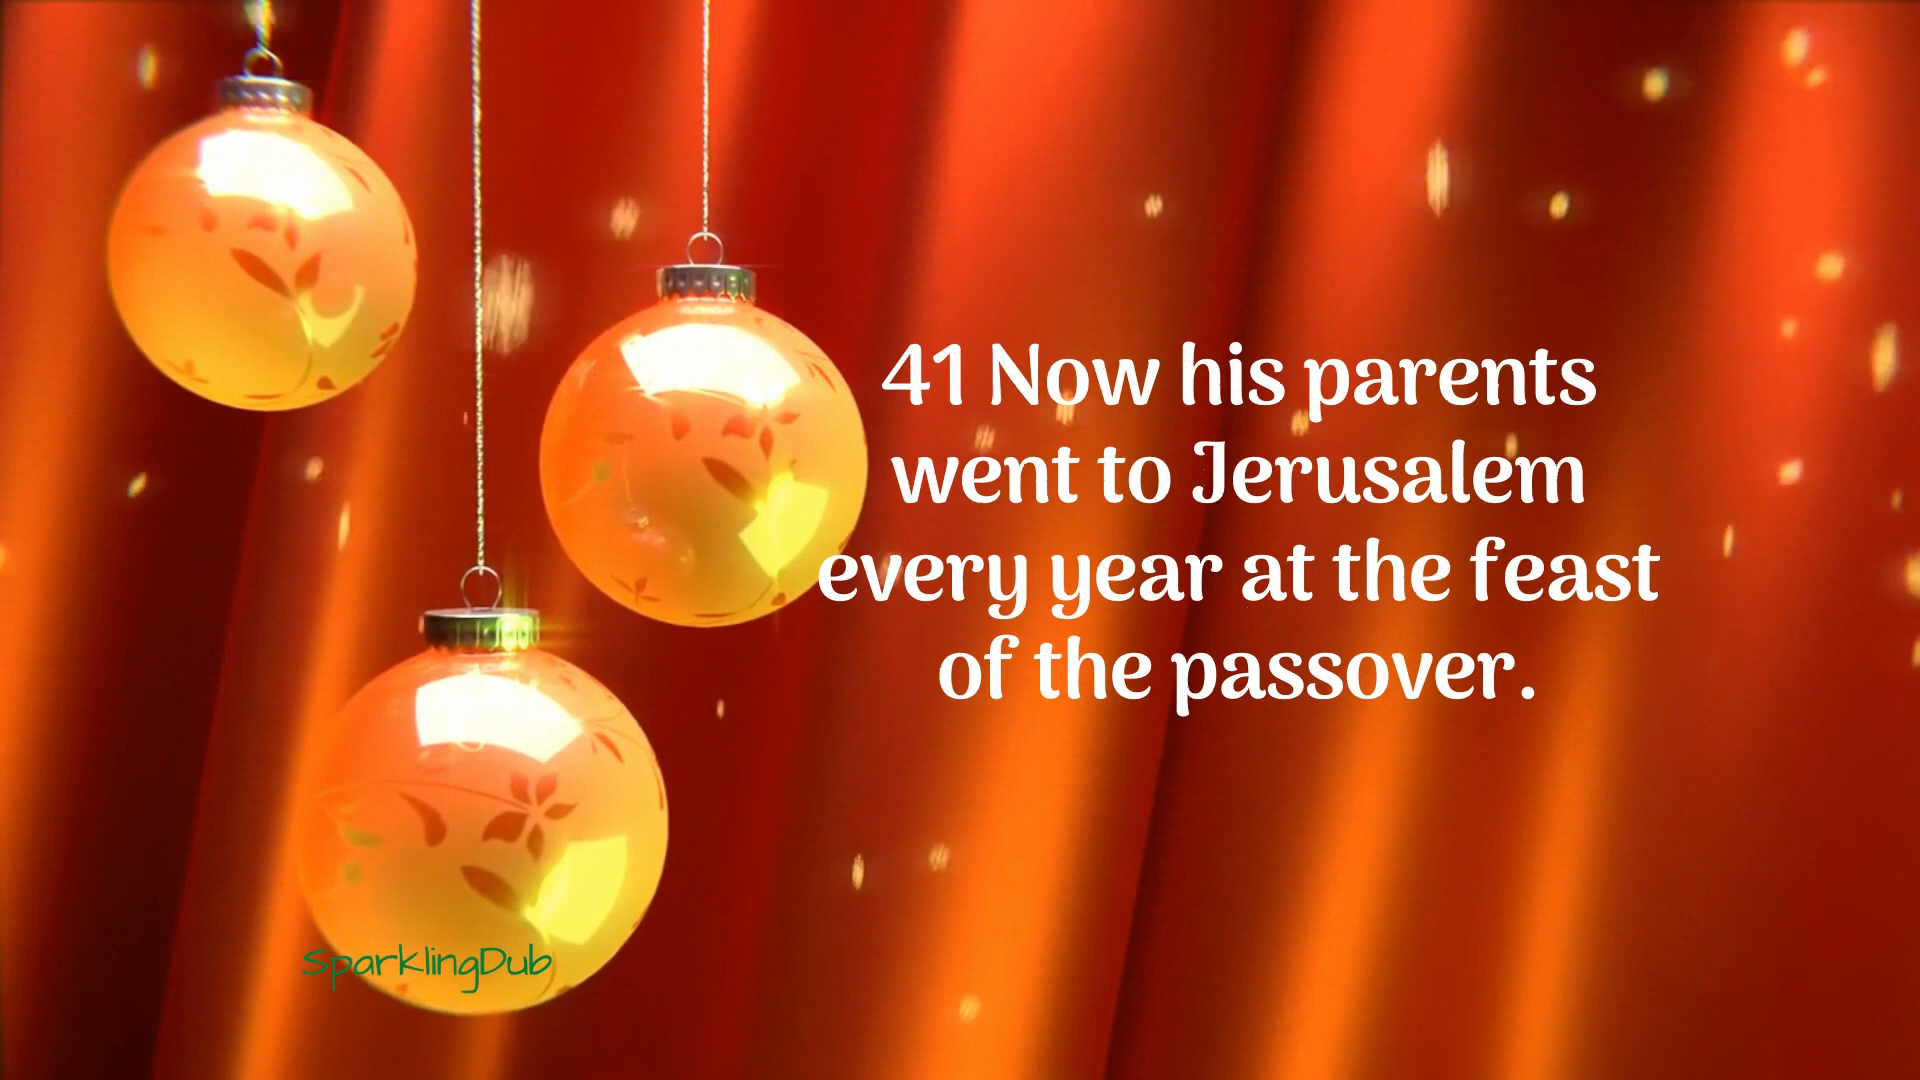 41 Now his parents
went to Jerusalem
every year at the feast
of the passover.
SparklingDub